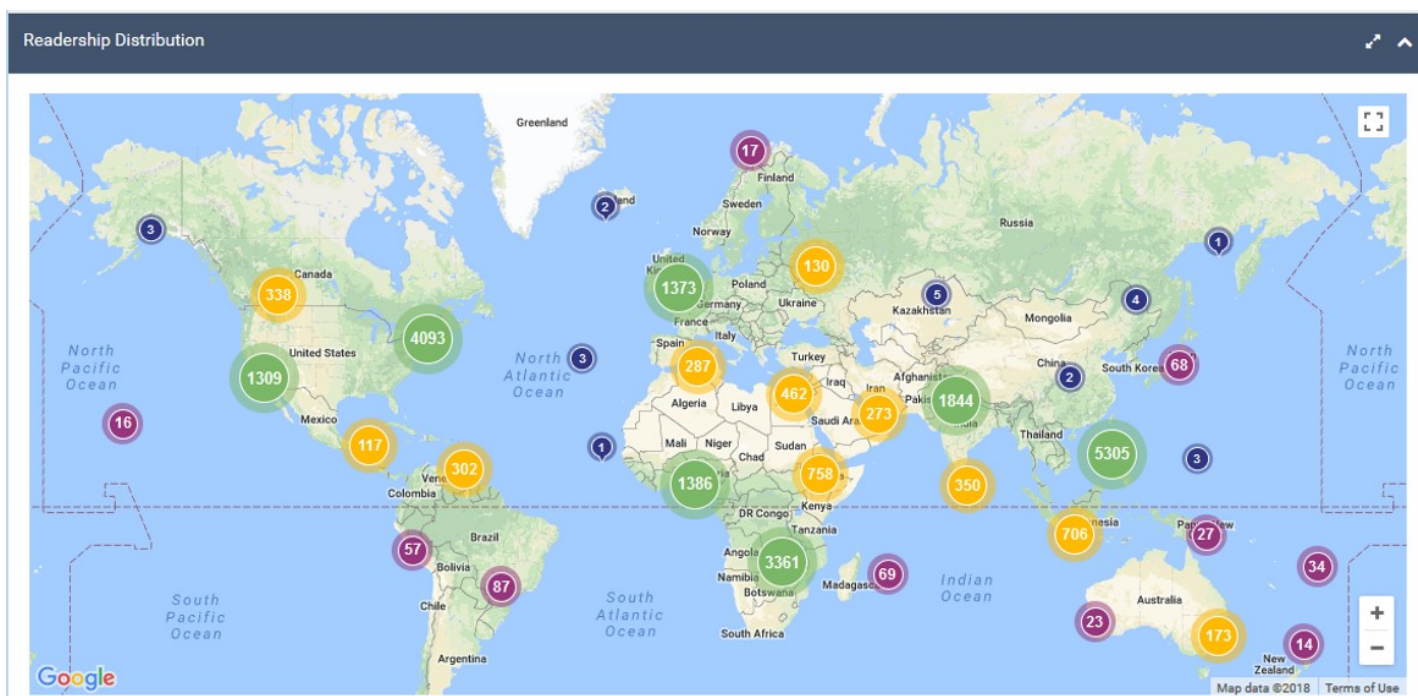 Readership Distribution
Greenland
17
Finland
2
Sweden
Russia
3
Norway
1
United
130
Canada
1373
Poland
338
Germany
Ukraine
5
4
Kazakhstan
Mongolia
France
4093
Italy
North
Pacific
Ocean
United States
North
Atlantic
Ocean
3
Spain
287
Turkey
China
South Korea
68
North
Pacific
Ocean
1309
2
462
Iraq
Iran
Afghanistan
1844
Algeria
Libya
273
Saudi
16
Mexico
117
Mali
Niger
Sudan
Thailand
1
Chad
5305
3
302
758
350
Colombia
1386
Kenya
DR Congo
Tanzania
706
27
57
Brazil
Angola
3361
34
Bolivia
87
Namibia
Madagascar
69
Indian
Ocean
Botswana
Australia
South
Pacific
Ocean
Chile
South
Atlantic
Ocean
23
+
South Africa
173
14
−
Argentina
New
Zealand
Google
Map data ©2018
Terms of Use